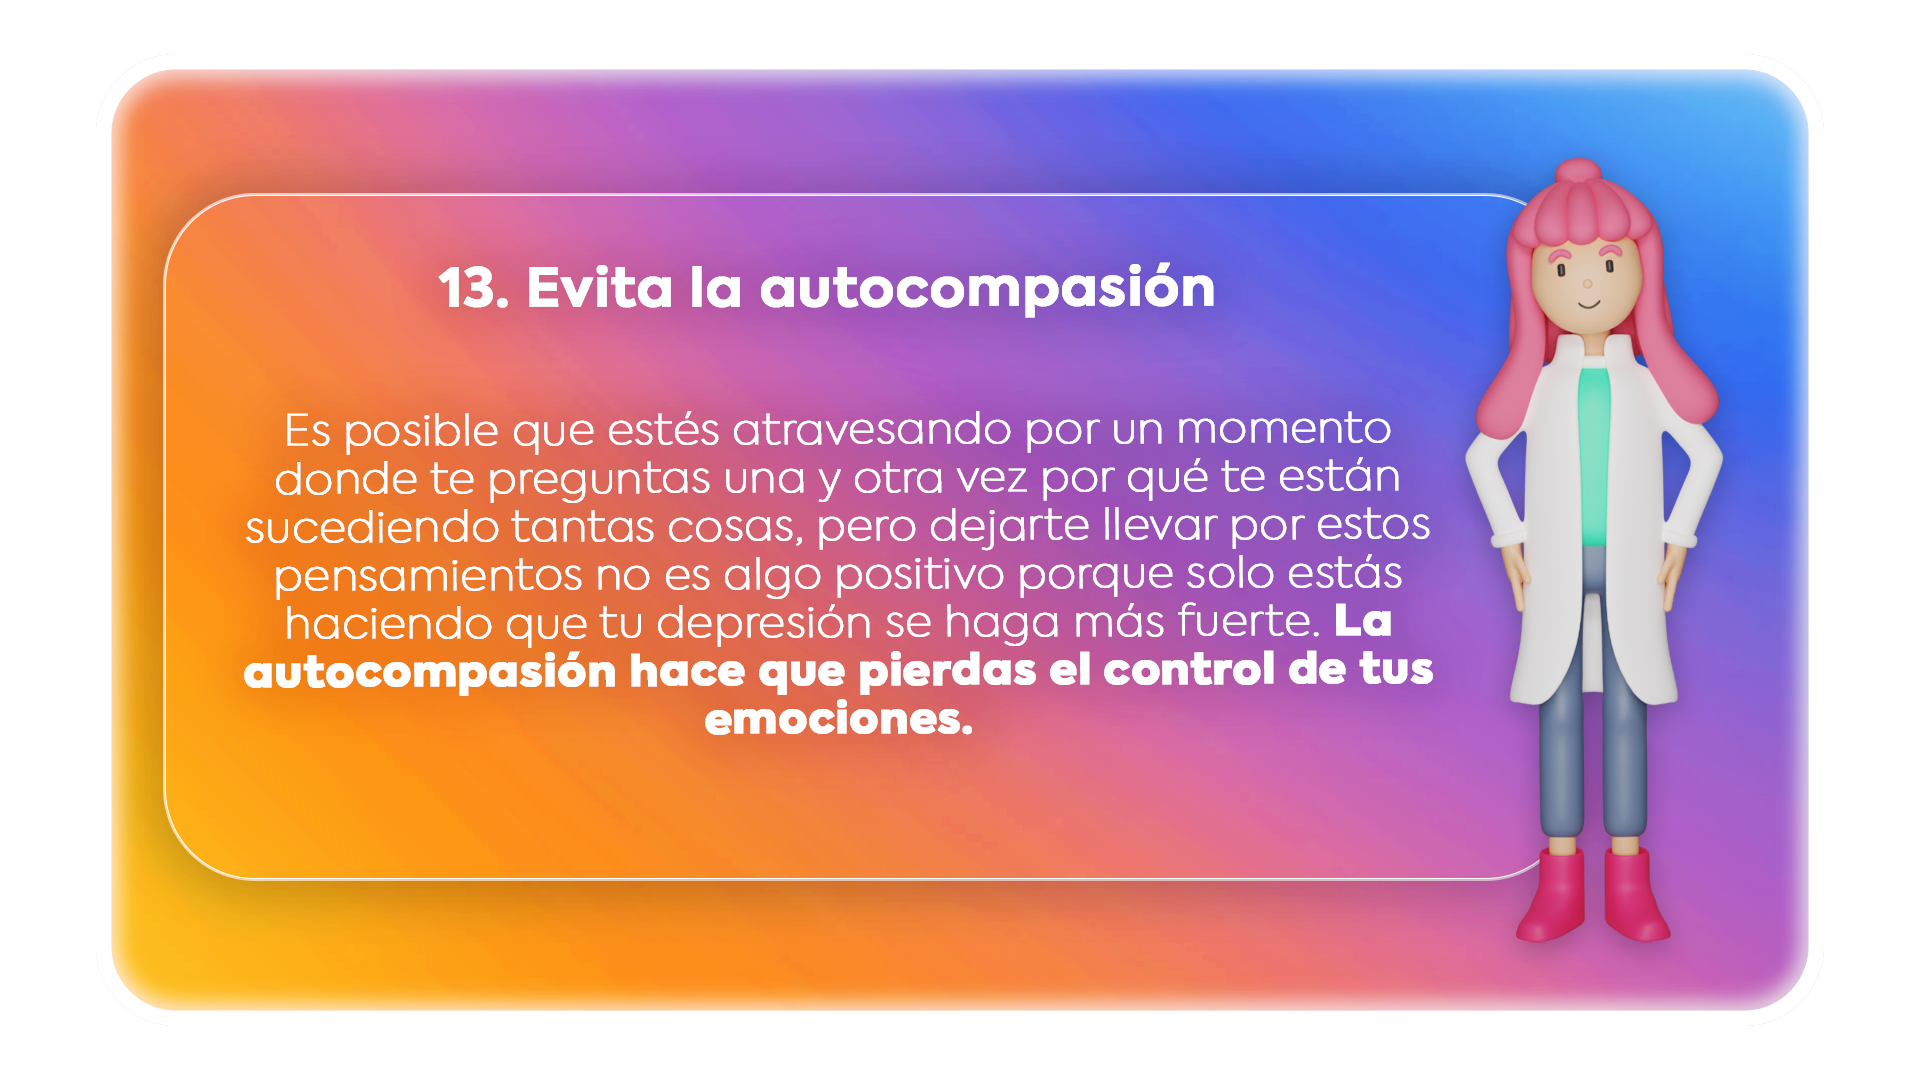 13. Evita la autocompasión
Es posible que estés atravesando por un momento
donde te preguntas una y otra vez por qué te están
sucediendo tantas cosas, pero dejarte llevar por estos
pensamientos no es algo positivo porque solo estás
haciendo que tu depresión se haga más fuerte. La
autocompasión hace que pierdas el control de tus
emociones.